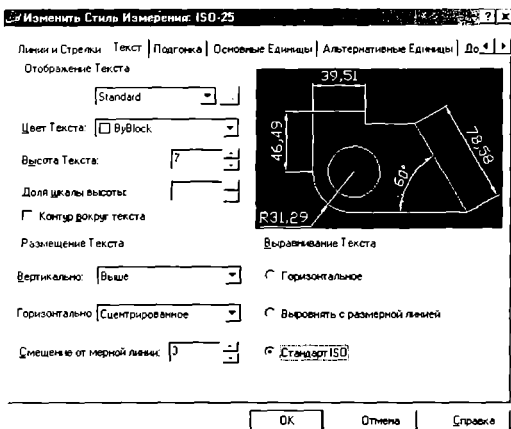 Изменить Стиль Измерения: ISO-25
Линии и Стрелки Текст Подгонка Основные Единицы Альтернативные Единицы До
Отображение Текста
Standard
Цвет Текста: ByBlock
Высота Текста: 7
Доля шкалы высоты:
Контур вокруг текста
39,51
46,49
78,58
60°
R31,29
Размещение Текста
Вертикально: Выше
Горизонтально Сцентрированное
Смещение от мерной линии: 3
Выравнивание Текста
Горизонтальное
Выровнять с размерной линией
Стандарт ISO
OK Отмена Справка